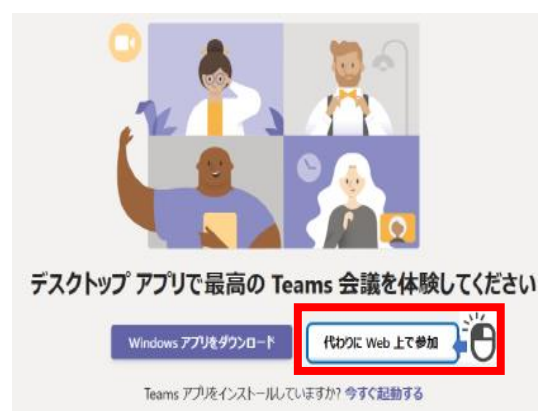 デスクトップ アプリで最高の Teams 会議を体験してください
Windows アプリをダウンロード
代わりに Web 上で参加
Teams アプリをインストールしていますか? 今すぐ起動する